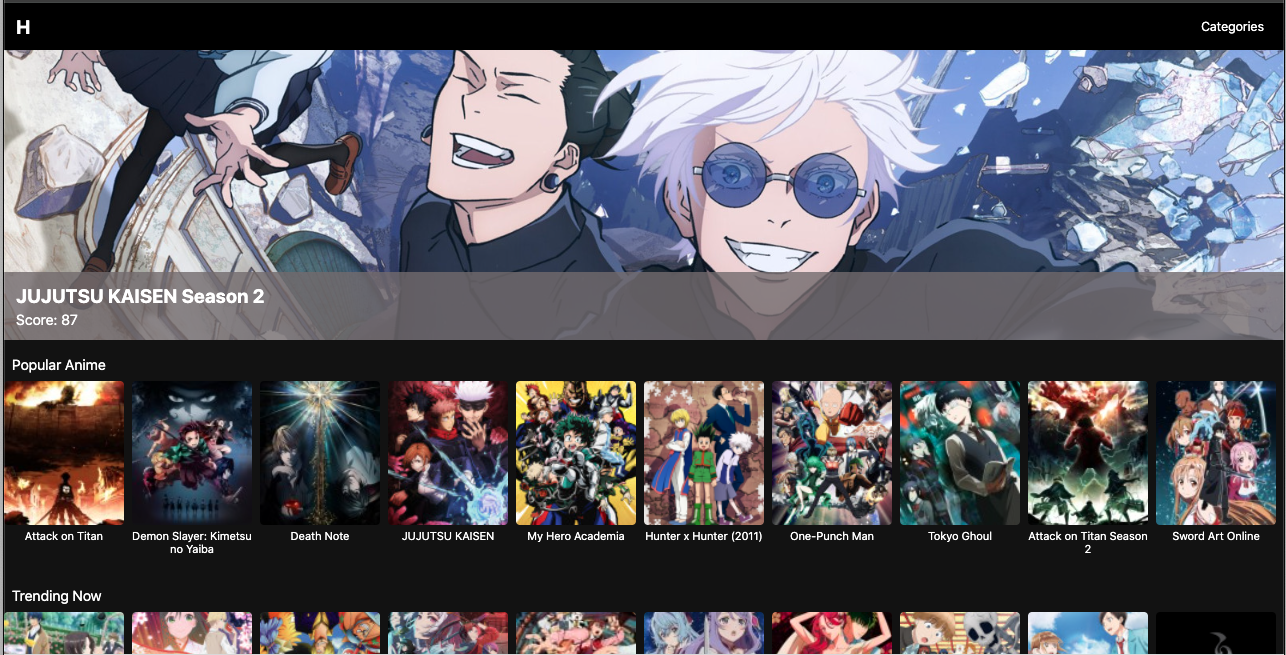 H
Categories
JUJUTSU KAISEN Season 2
Score: 87
Popular Anime
Attack on Titan
Demon Slayer: Kimetsu
no Yaiba
Death Note
JUJUTSU KAISEN
My Hero Academia
Hunter x Hunter (2011)
One-Punch Man
Tokyo Ghoul
Attack on Titan Season
2
Sword Art Online
Trending Now